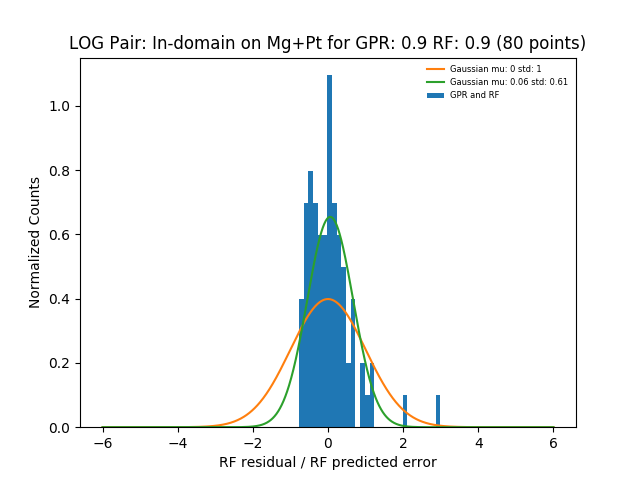 LOG Pair: In-domain on Mg+Pt for GPR: 0.9 RF: 0.9 (80 points)
Gaussian mu: 0 std: 1
Gaussian mu: 0.06 std: 0.61
GPR and RF
Normalized Counts
1.0
0.8
0.6
0.4
0.2
0.0
−6 −4 −2 0 2 4 6
RF residual / RF predicted error